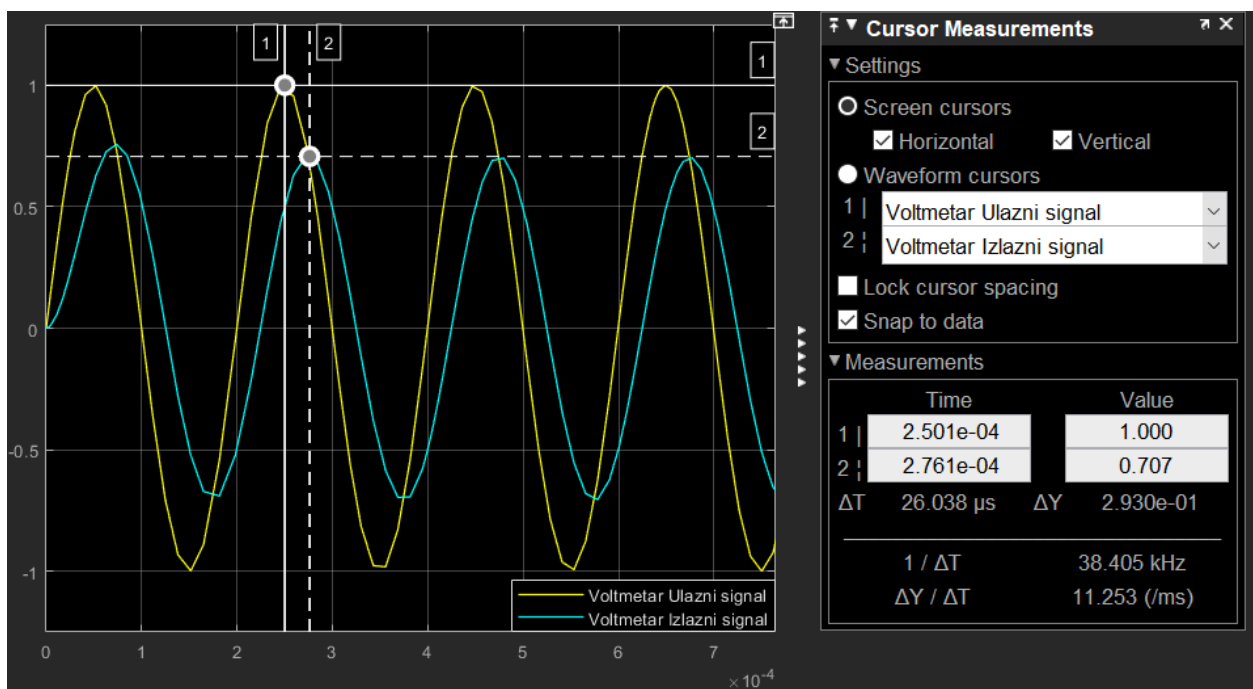 1
2
1
2
1
0.5
0
-0.5
-1
0
1
2
3
4
5
6
7
×10⁻⁴
Voltmetar Ulazni signal
Voltmetar Izlazni signal
Cursor Measurements
Settings
Screen cursors
Horizontal Vertical
Waveform cursors
1 | Voltmetar Ulazni signal
2 ¦ Voltmetar Izlazni signal
Lock cursor spacing
Snap to data
Measurements
Time Value
1 | 2.501e-04 1.000
2 ¦ 2.761e-04 0.707
ΔT 26.038 µs ΔY 2.930e-01
1 / ΔT 38.405 kHz
ΔY / ΔT 11.253 (/ms)